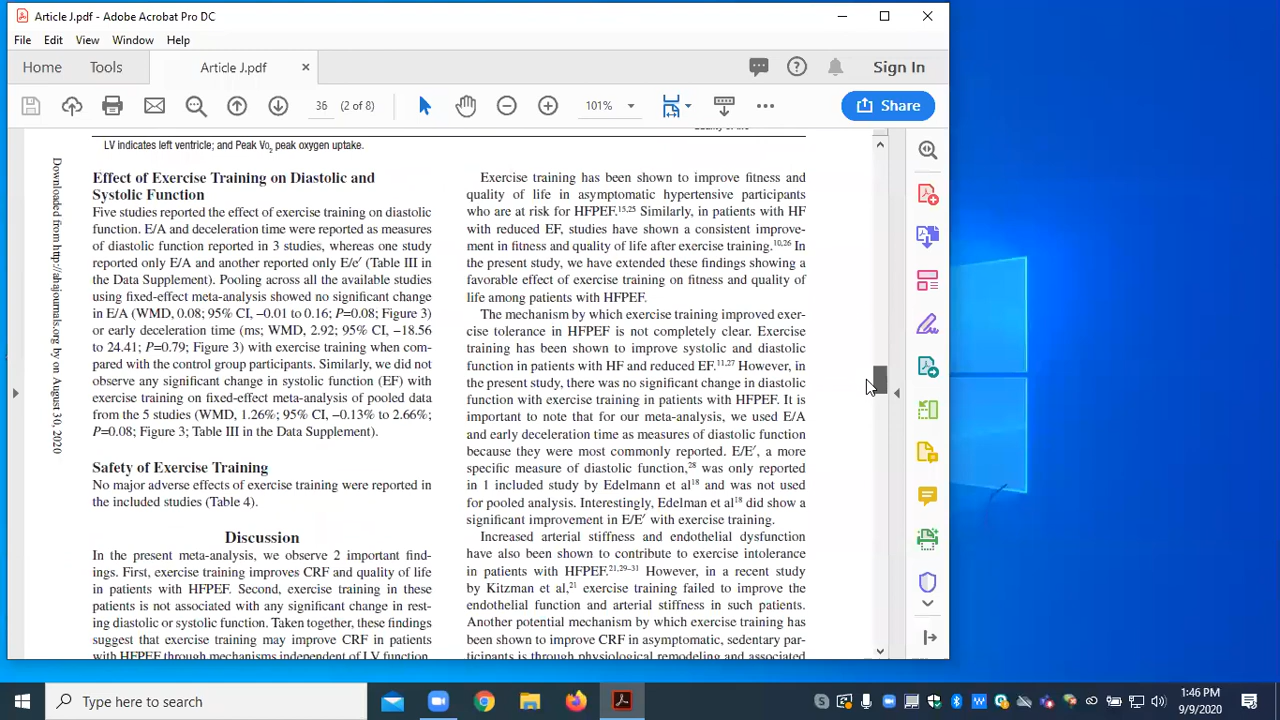 Article J.pdf - Adobe Acrobat Pro DC
File Edit View Window Help
Home Tools Article J.pdf × Sign In
36 (2 of 8) 101% Share
LV indicates left ventricle; and Peak Vo2 peak oxygen uptake.
Downloaded from http://ahajournals.org by on August 30, 2020
Effect of Exercise Training on Diastolic and
Systolic Function
Five studies reported the effect of exercise training on diastolic
function. E/A and deceleration time were reported as measures
of diastolic function reported in 3 studies, whereas one study
reported only E/A and another reported only E/e′ (Table III in
the Data Supplement). Pooling across all the available studies
using fixed-effect meta-analysis showed no significant change
in E/A (WMD, 0.08; 95% CI, −0.01 to 0.16; P=0.08; Figure 3)
or early deceleration time (ms; WMD, 2.92; 95% CI, −18.56
to 24.41; P=0.79; Figure 3) with exercise training when com-
pared with the control group participants. Similarly, we did not
observe any significant change in systolic function (EF) with
exercise training on fixed-effect meta-analysis of pooled data
from the 5 studies (WMD, 1.26%; 95% CI, −0.13% to 2.66%;
P=0.08; Figure 3; Table III in the Data Supplement).
Safety of Exercise Training
No major adverse effects of exercise training were reported in
the included studies (Table 4).
Discussion
In the present meta-analysis, we observe 2 important find-
ings. First, exercise training improves CRF and quality of life
in patients with HFPEF. Second, exercise training in these
patients is not associated with any significant change in rest-
ing diastolic or systolic function. Taken together, these findings
suggest that exercise training may improve CRF in patients
with HFPEF through mechanisms independent of LV function.
Exercise training has been shown to improve fitness and
quality of life in asymptomatic hypertensive participants
who are at risk for HFPEF.15,25 Similarly, in patients with HF
with reduced EF, studies have shown a consistent improve-
ment in fitness and quality of life after exercise training.10,26 In
the present study, we have extended these findings showing a
favorable effect of exercise training on fitness and quality of
life among patients with HFPEF.
The mechanism by which exercise training improved exer-
cise tolerance in HFPEF is not completely clear. Exercise
training has been shown to improve systolic and diastolic
function in patients with HF and reduced EF.11,27 However, in
the present study, there was no significant change in diastolic
function with exercise training in patients with HFPEF. It is
important to note that for our meta-analysis, we used E/A
and early deceleration time as measures of diastolic function
because they were most commonly reported. E/E′, a more
specific measure of diastolic function,28 was only reported
in 1 included study by Edelmann et al18 and was not used
for pooled analysis. Interestingly, Edelman et al18 did show a
significant improvement in E/E′ with exercise training.
Increased arterial stiffness and endothelial dysfunction
have also been shown to contribute to exercise intolerance
in patients with HFPEF.21,29–31 However, in a recent study
by Kitzman et al,21 exercise training failed to improve the
endothelial function and arterial stiffness in such patients.
Another potential mechanism by which exercise training has
been shown to improve CRF in asymptomatic, sedentary par-
ticipants is through physiological remodeling and associated
Type here to search
1:46 PM
9/9/2020